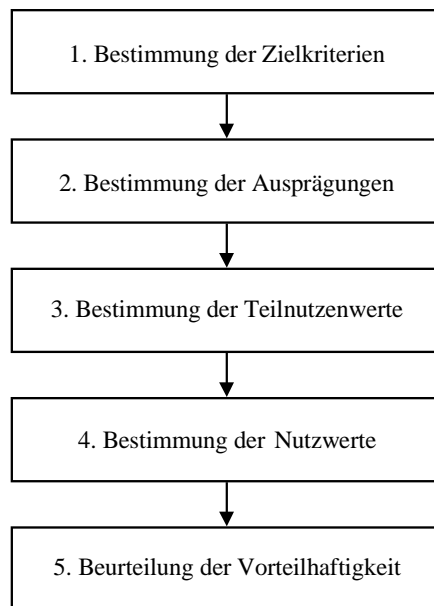 1. Bestimmung der Zielkriterien
2. Bestimmung der Ausprägungen
3. Bestimmung der Teilnutzenwerte
4. Bestimmung der Nutzwerte
5. Beurteilung der Vorteilhaftigkeit